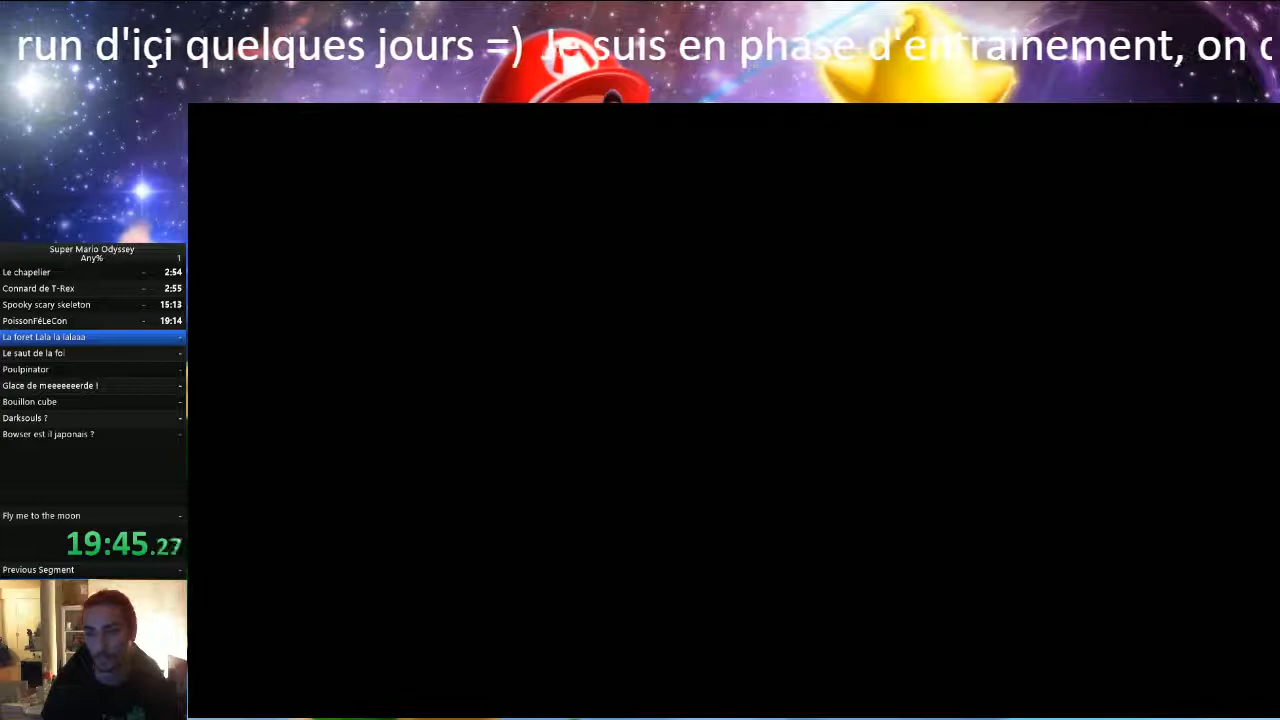 run d'içi quelques jours =) Je suis en phase d'entrainement, on
Super Mario Odyssey
Any% 1
Le chapelier - 2:54
Connard de T-Rex - 2:55
Spooky scary skeleton - 15:13
PoissonFéLeCon - 19:14
La foret Lala la lalaaa -
Le saut de la foi -
Poulpinator -
Glace de meeeeeeerde ! -
Bouillon cube -
Darksouls ? -
Bowser est il japonais ? -
Fly me to the moon -
19:45.27
Previous Segment -